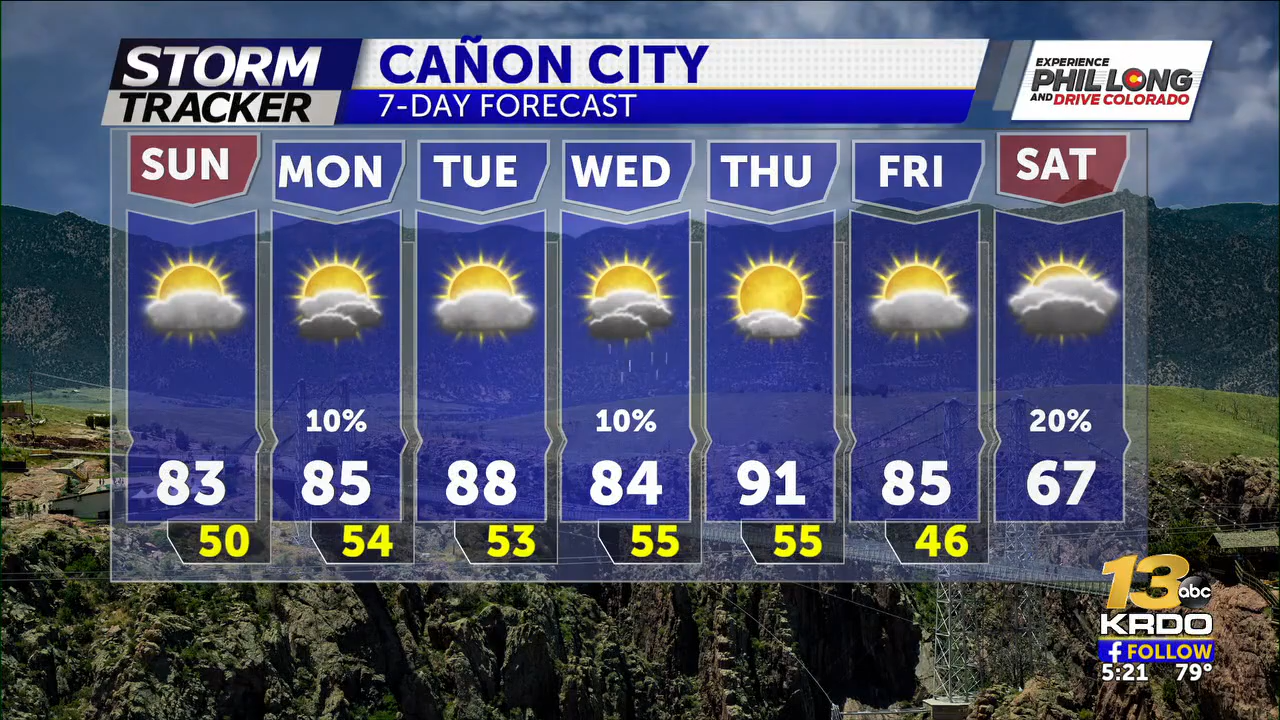 STORM TRACKER
CAÑON CITY
7-DAY FORECAST
EXPERIENCE
PHIL LONG
AND DRIVE COLORADO
SUN MON TUE WED THU FRI SAT
10% 10% 20%
83 85 88 84 91 85 67
50 54 53 55 55 46
13 abc
KRDO
f FOLLOW
5:21 79°